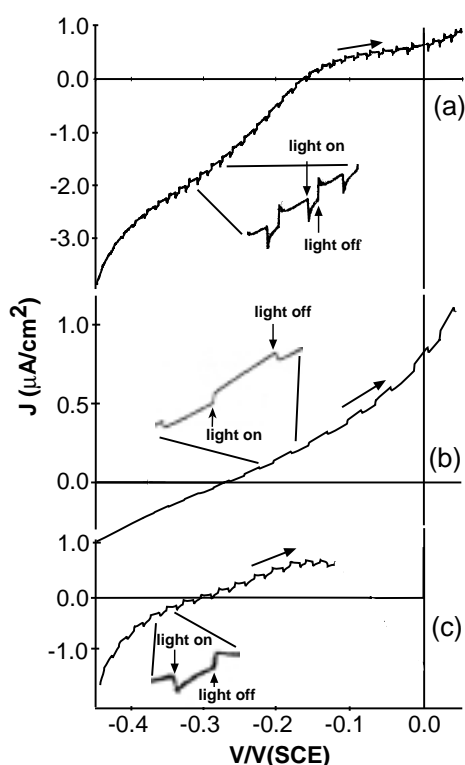 1.0
0.0
-1.0
-2.0
-3.0
(a)
light on
light off
J (μA/cm²)
1.0
0.5
0.0
light off
light on
(b)
1.0
0.0
-1.0
light on
light off
(c)
-0.4 -0.3 -0.2 -0.1 0.0
V/V(SCE)